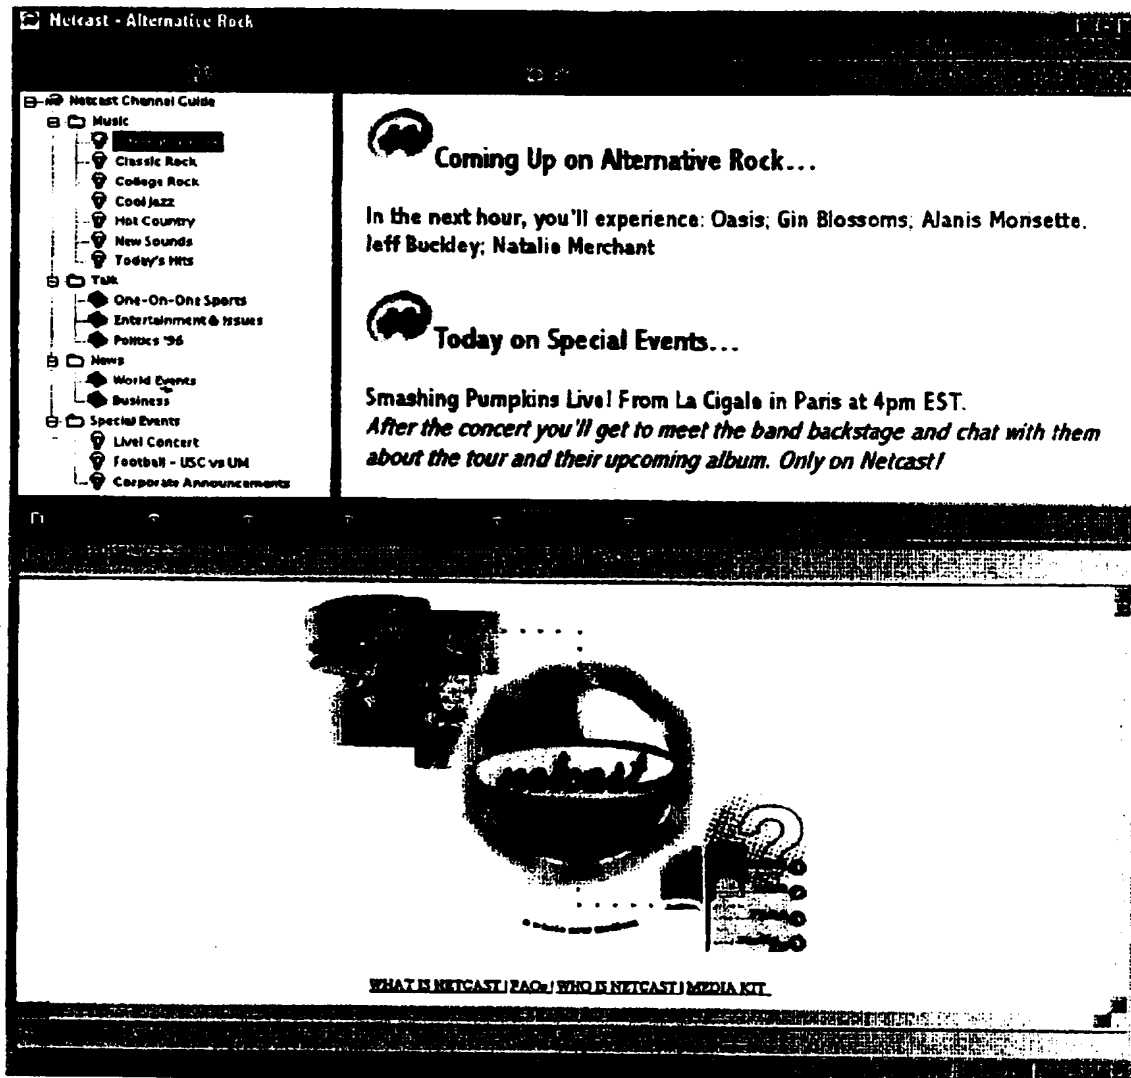 Netcast - Alternative Rock
Netcast Channel Guide
Music
Classic Rock
College Rock
Cool Jazz
Hot Country
New Sounds
Today's Hits
Talk
One-On-One Sports
Entertainment & Issues
Politics '96
News
World Events
Business
Special Events
Live! Concert
Football - USC vs UM
Corporate Announcements
Coming Up on Alternative Rock...
In the next hour, you'll experience: Oasis; Gin Blossoms; Alanis Morisette.
Jeff Buckley; Natalie Merchant
Today on Special Events...
Smashing Pumpkins Live! From La Cigale in Paris at 4pm EST.
After the concert you'll get to meet the band backstage and chat with them
about the tour and their upcoming album. Only on Netcast!
netcast
a whole new medium
?
WHAT IS NETCAST | FAQs | WHO IS NETCAST | MEDIA KIT